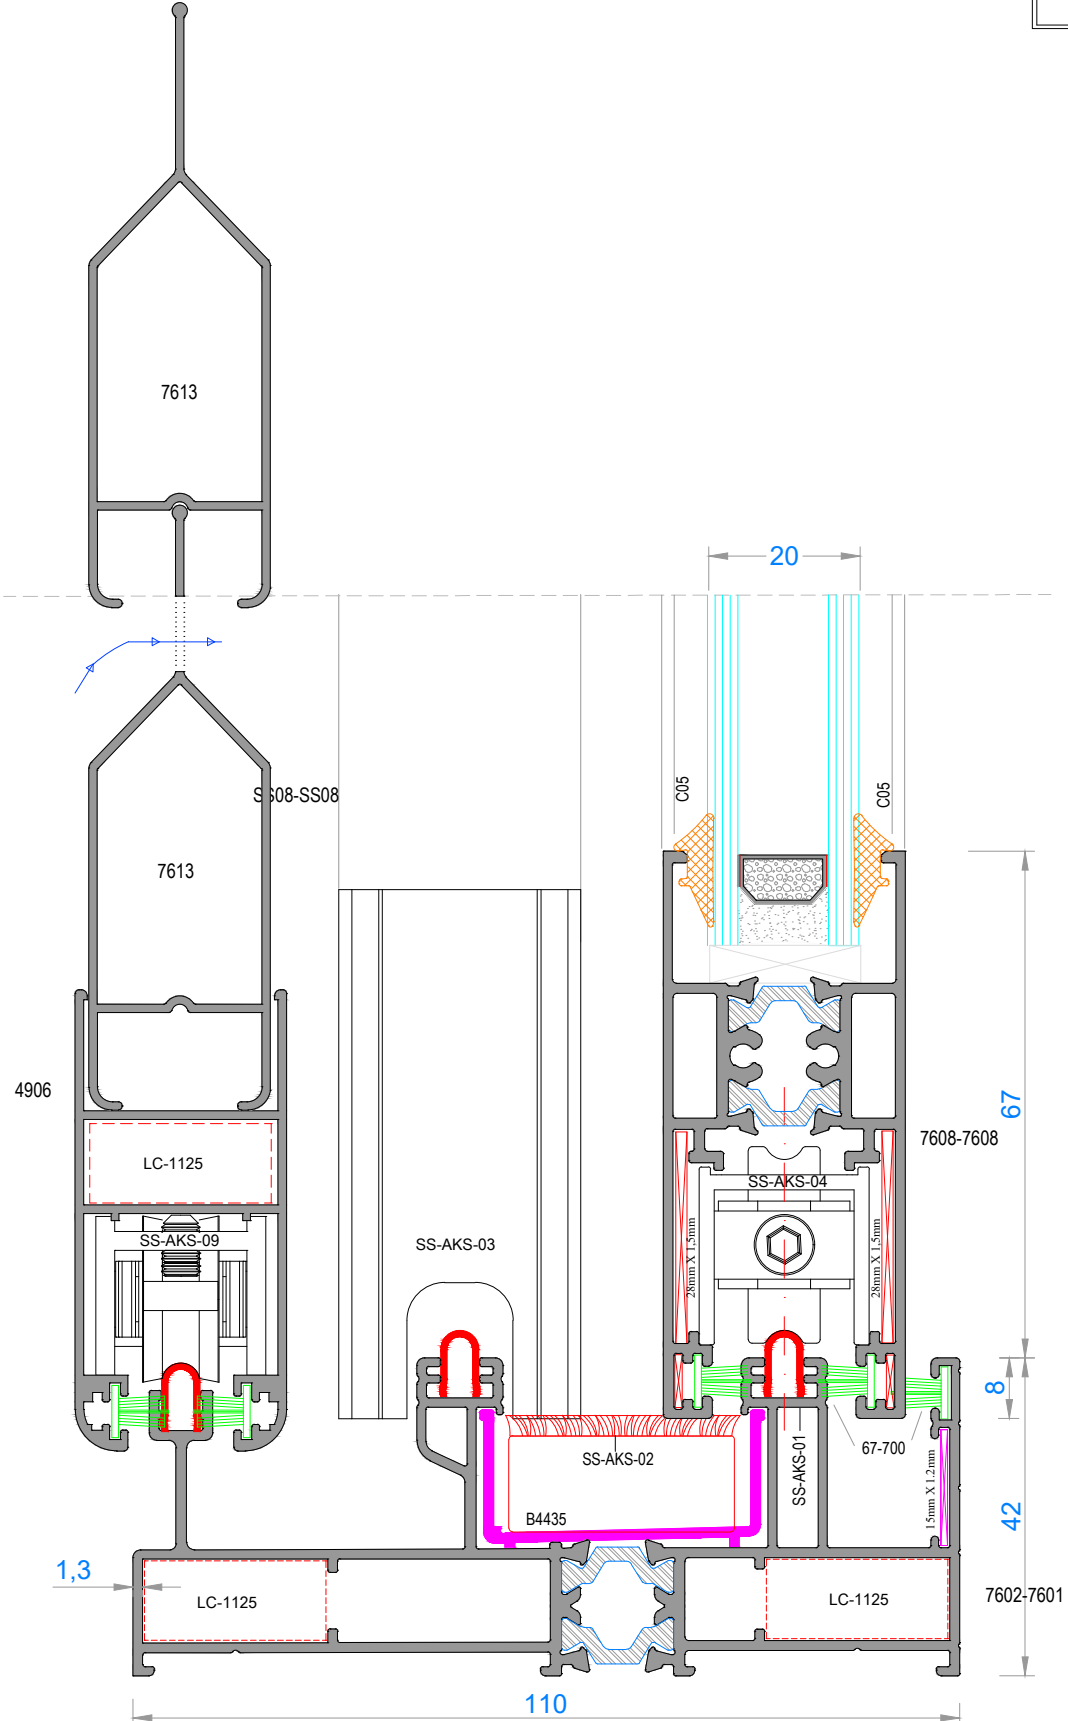 7613
20
C05
C05
SS08-SS08
7613
4906
67
7608-7608
LC-1125
SS-AKS-04
SS-AKS-09
SS-AKS-03
28mm X 1,5mm
28mm X 1,5mm
8
67-700
SS-AKS-02
SS-AKS-01
15mm X 1.2mm
B4435
42
1,3
LC-1125
LC-1125
7602-7601
110